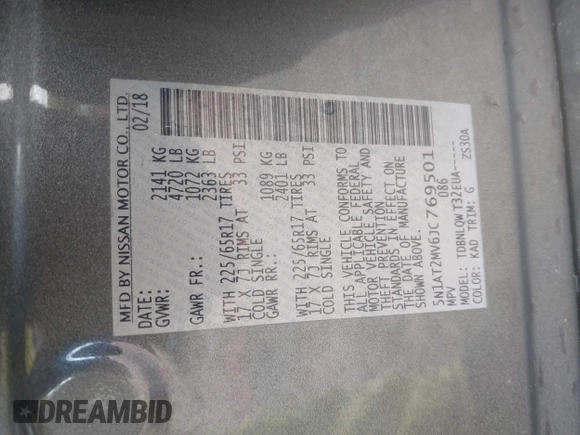 MFD BY NISSAN MOTOR CO., LTD.
DATE: 02/18
GVWR: 2141 KG
4720 LB
GAWR FR.: 1072 KG
2363 LB
WITH 225/65R17 TIRES
17 X 7J RIMS AT 33 PSI
COLD SINGLE
GAWR RR.: 1089 KG
2401 LB
WITH 225/65R17 TIRES
17 X 7J RIMS AT 33 PSI
COLD SINGLE
THIS VEHICLE CONFORMS TO
ALL APPLICABLE FEDERAL
MOTOR VEHICLE SAFETY AND
THEFT PREVENTION
STANDARDS IN EFFECT ON
THE DATE OF MANUFACTURE
SHOWN ABOVE.
5N1AT2MV6JC769501
MPV 086
MODEL: TDBNLQWT32EUA-----
COLOR: KAD TRIM: G ZS30A
DREAMBID